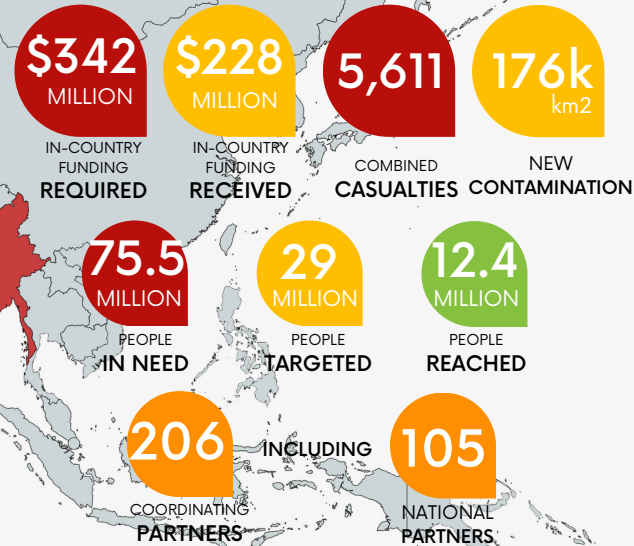 $342
MILLION
IN-COUNTRY
FUNDING
REQUIRED
$228
MILLION
IN-COUNTRY
FUNDING
RECEIVED
5,611
COMBINED
CASUALTIES
176k
km2
NEW
CONTAMINATION
75.5
MILLION
PEOPLE
IN NEED
29
MILLION
PEOPLE
TARGETED
12.4
MILLION
PEOPLE
REACHED
206
COORDINATING
PARTNERS
INCLUDING
105
NATIONAL
PARTNERS